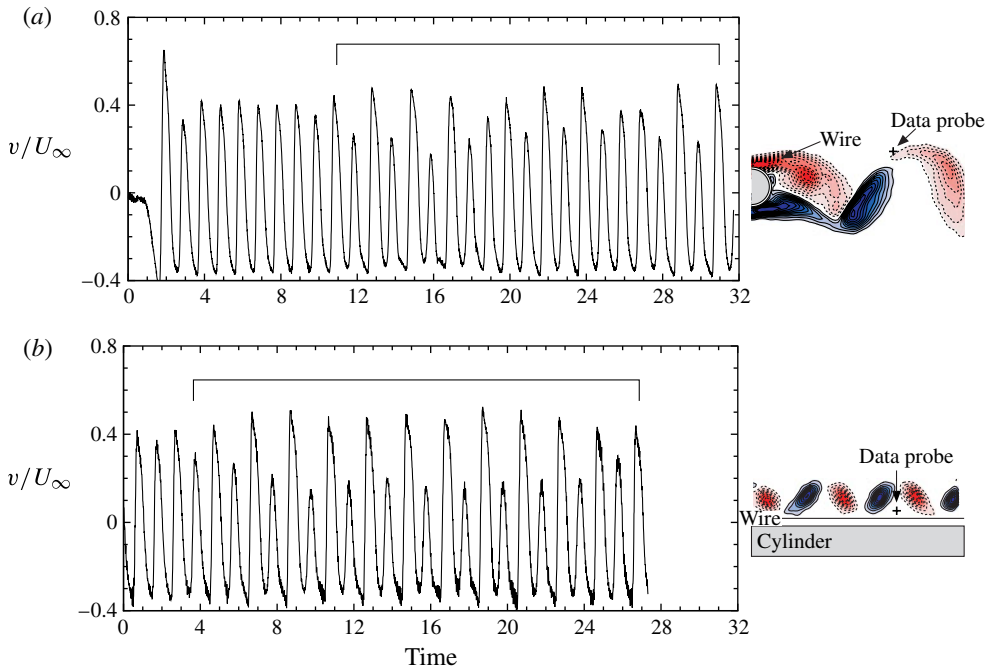 (a)
0.8
0.4
0
−0.4
v/U∞
0 4 8 12 16 20 24 28 32
Wire
Data probe
(b)
0.8
0.4
0
−0.4
v/U∞
0 4 8 12 16 20 24 28 32
Time
Data probe
Wire
Cylinder